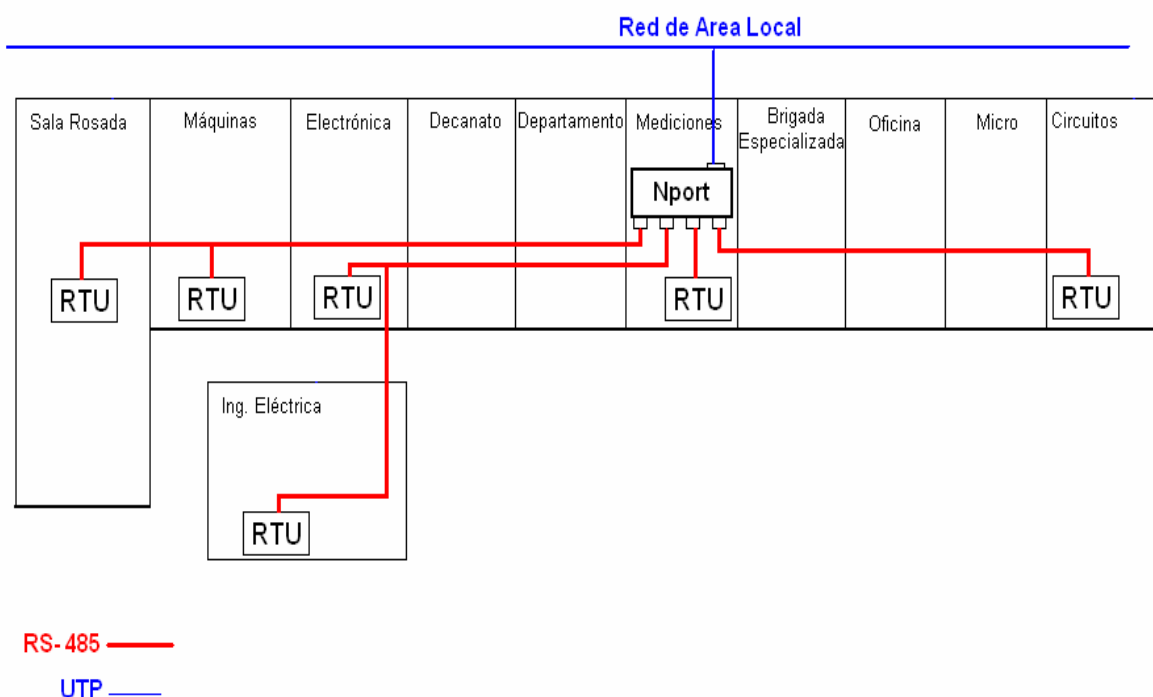 Red de Area Local
Sala Rosada
Máquinas
Electrónica
Decanato
Departamento
Mediciones
Brigada
Especializada
Oficina
Micro
Circuitos
Nport
RTU
RTU
RTU
RTU
RTU
Ing. Eléctrica
RTU
RS-485
UTP